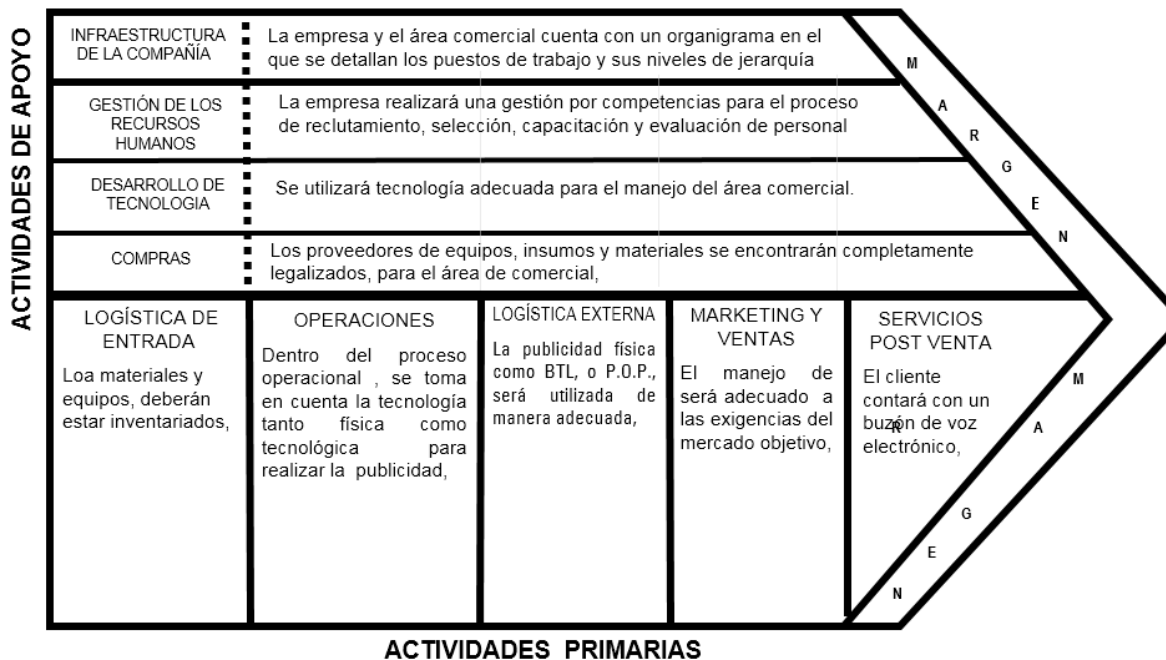 ACTIVIDADES DE APOYO
INFRAESTRUCTURA
DE LA COMPAÑÍA
La empresa y el área comercial cuenta con un organigrama en el
que se detallan los puestos de trabajo y sus niveles de jerarquía
GESTIÓN DE LOS
RECURSOS
HUMANOS
La empresa realizará una gestión por competencias para el proceso
de reclutamiento, selección, capacitación y evaluación de personal
DESARROLLO DE
TECNOLOGIA
Se utilizará tecnología adecuada para el manejo del área comercial.
COMPRAS
Los proveedores de equipos, insumos y materiales se encontrarán completamente
legalizados, para el área de comercial,
MARGEN
LOGÍSTICA DE
ENTRADA
Loa materiales y
equipos, deberán
estar inventariados,
OPERACIONES
Dentro del proceso
operacional , se toma
en cuenta la tecnología
tanto física como
tecnológica para
realizar la publicidad,
LOGÍSTICA EXTERNA
La publicidad física
como BTL, o P.O.P.,
será utilizada de
manera adecuada,
MARKETING Y
VENTAS
El manejo de
será adecuado a
las exigencias del
mercado objetivo,
SERVICIOS
POST VENTA
El cliente
contará con un
buzón de voz
electrónico,
MARGEN
ACTIVIDADES PRIMARIAS